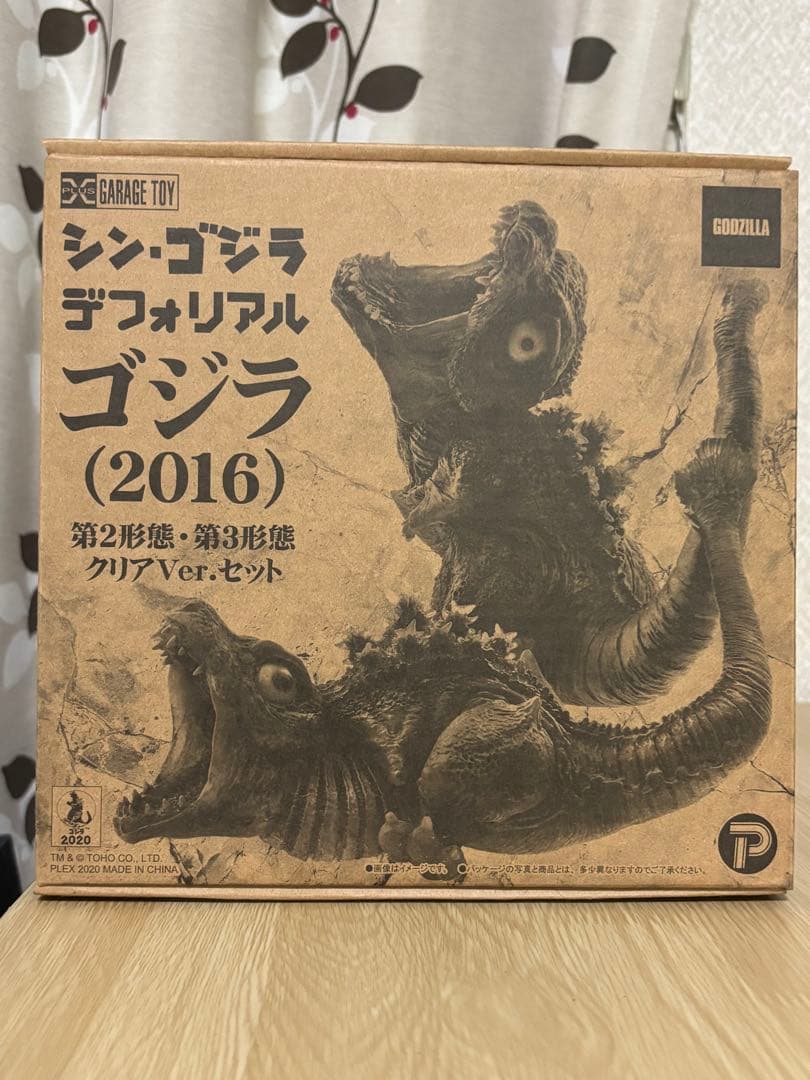 X PLUS GARAGE TOY
GODZILLA
シン・ゴジラ
デフォリアル
ゴジラ
(2016)
第2形態・第3形態
クリアVer.セット
ゴジラ
2020
TM & © TOHO CO., LTD.
PLEX 2020 MADE IN CHINA
●画像はイメージです。 ●パッケージの写真と商品とは、多少異なりますのでご了承ください。
P